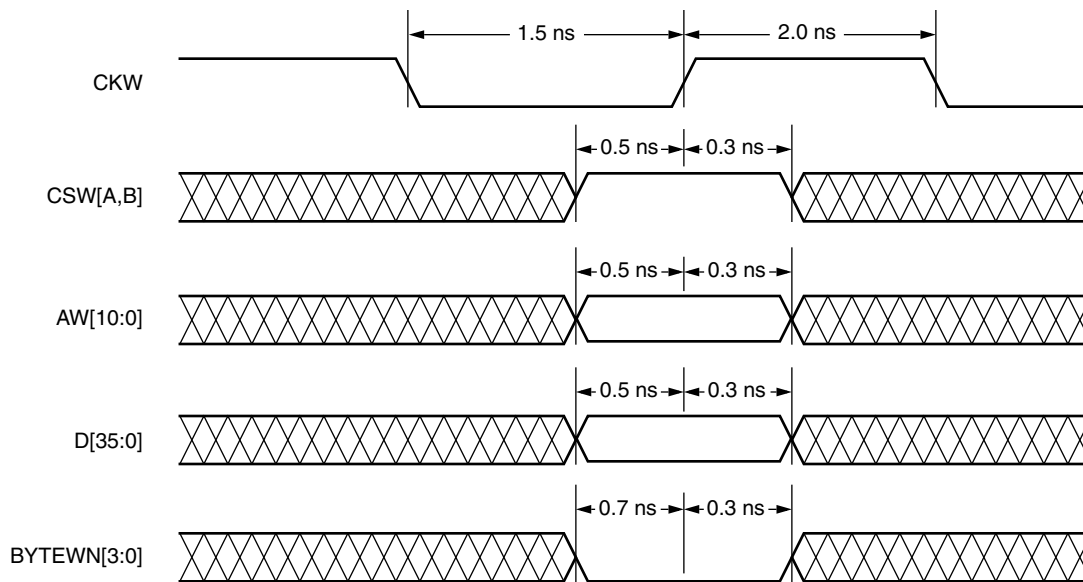 1.5 ns 2.0 ns
CKW
0.5 ns 0.3 ns
CSW[A,B]
0.5 ns 0.3 ns
AW[10:0]
0.5 ns 0.3 ns
D[35:0]
0.7 ns 0.3 ns
BYTEWN[3:0]